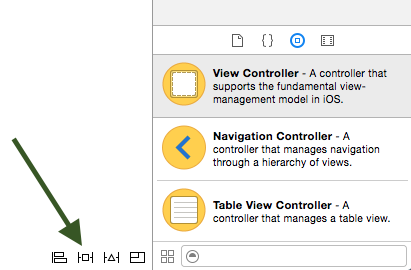 View Controller - A controller that
supports the fundamental view-
management model in iOS.
Navigation Controller - A
controller that manages navigation
through a hierarchy of views.
Table View Controller - A
controller that manages a table view.